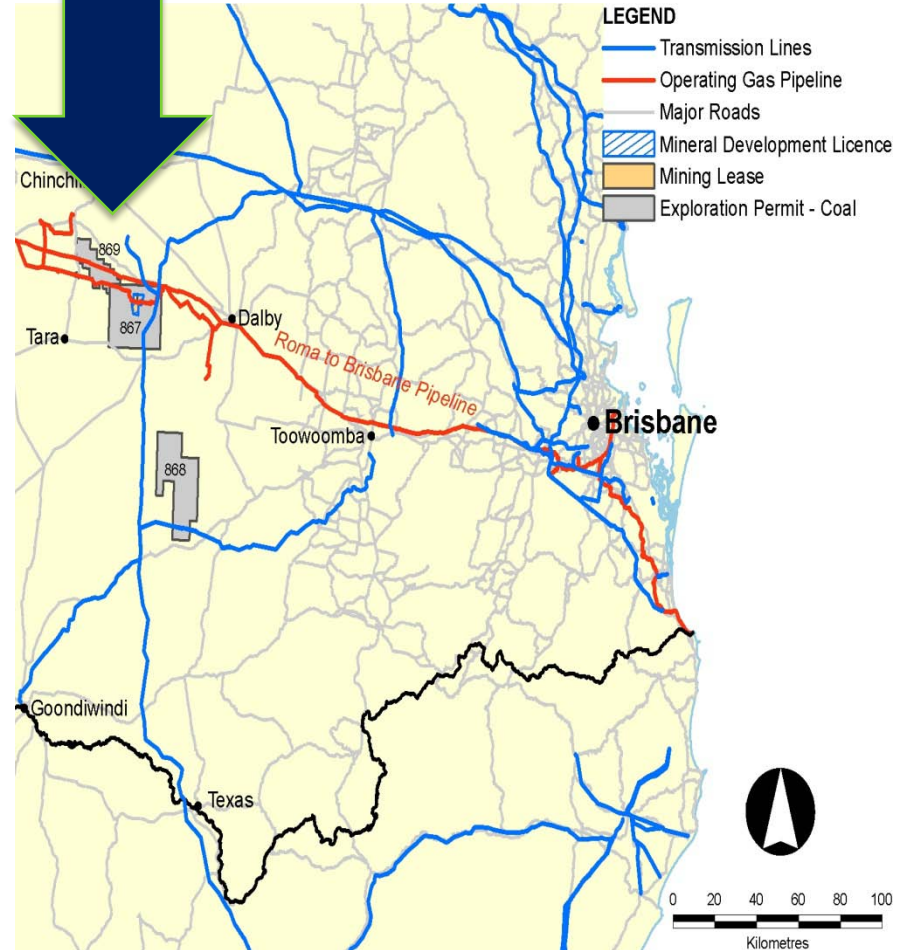 LEGEND
Transmission Lines
Operating Gas Pipeline
Major Roads
Mineral Development Licence
Mining Lease
Exploration Permit - Coal
Chinchi
869
867
Dalby
Tara
Roma to Brisbane Pipeline
Brisbane
Toowoomba
868
Goondiwindi
Texas
0 20 40 60 80 100
Kilometres